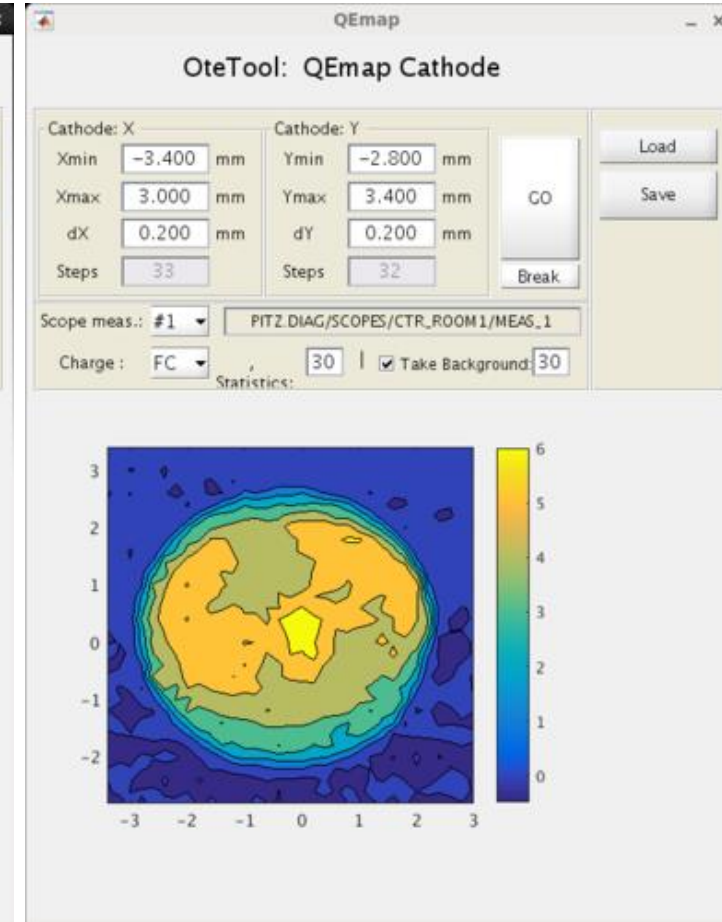 QEmap
OteTool: QEmap Cathode
Cathode: X
Xmin -3.400 mm
Xmax 3.000 mm
dX 0.200 mm
Steps 33
Cathode: Y
Ymin -2.800 mm
Ymax 3.400 mm
dY 0.200 mm
Steps 32
GO
Break
Load
Save
Scope meas.: #1 PITZ.DIAG/SCOPES/CTR_ROOM1/MEAS_1
Charge : FC , Statistics: 30 | Take Background: 30
3
2
1
0
-1
-2
-3 -2 -1 0 1 2 3
6
5
4
3
2
1
0